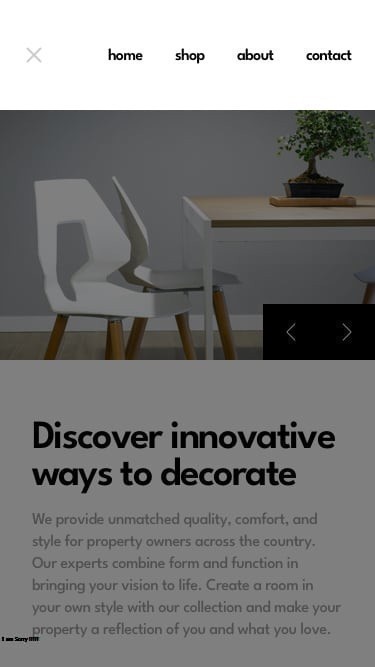 home shop about contact
Discover innovative
ways to decorate
We provide unmatched quality, comfort, and
style for property owners across the country.
Our experts combine form and function in
bringing your vision to life. Create a room in
your own style with our collection and make your
property a reflection of you and what you love.